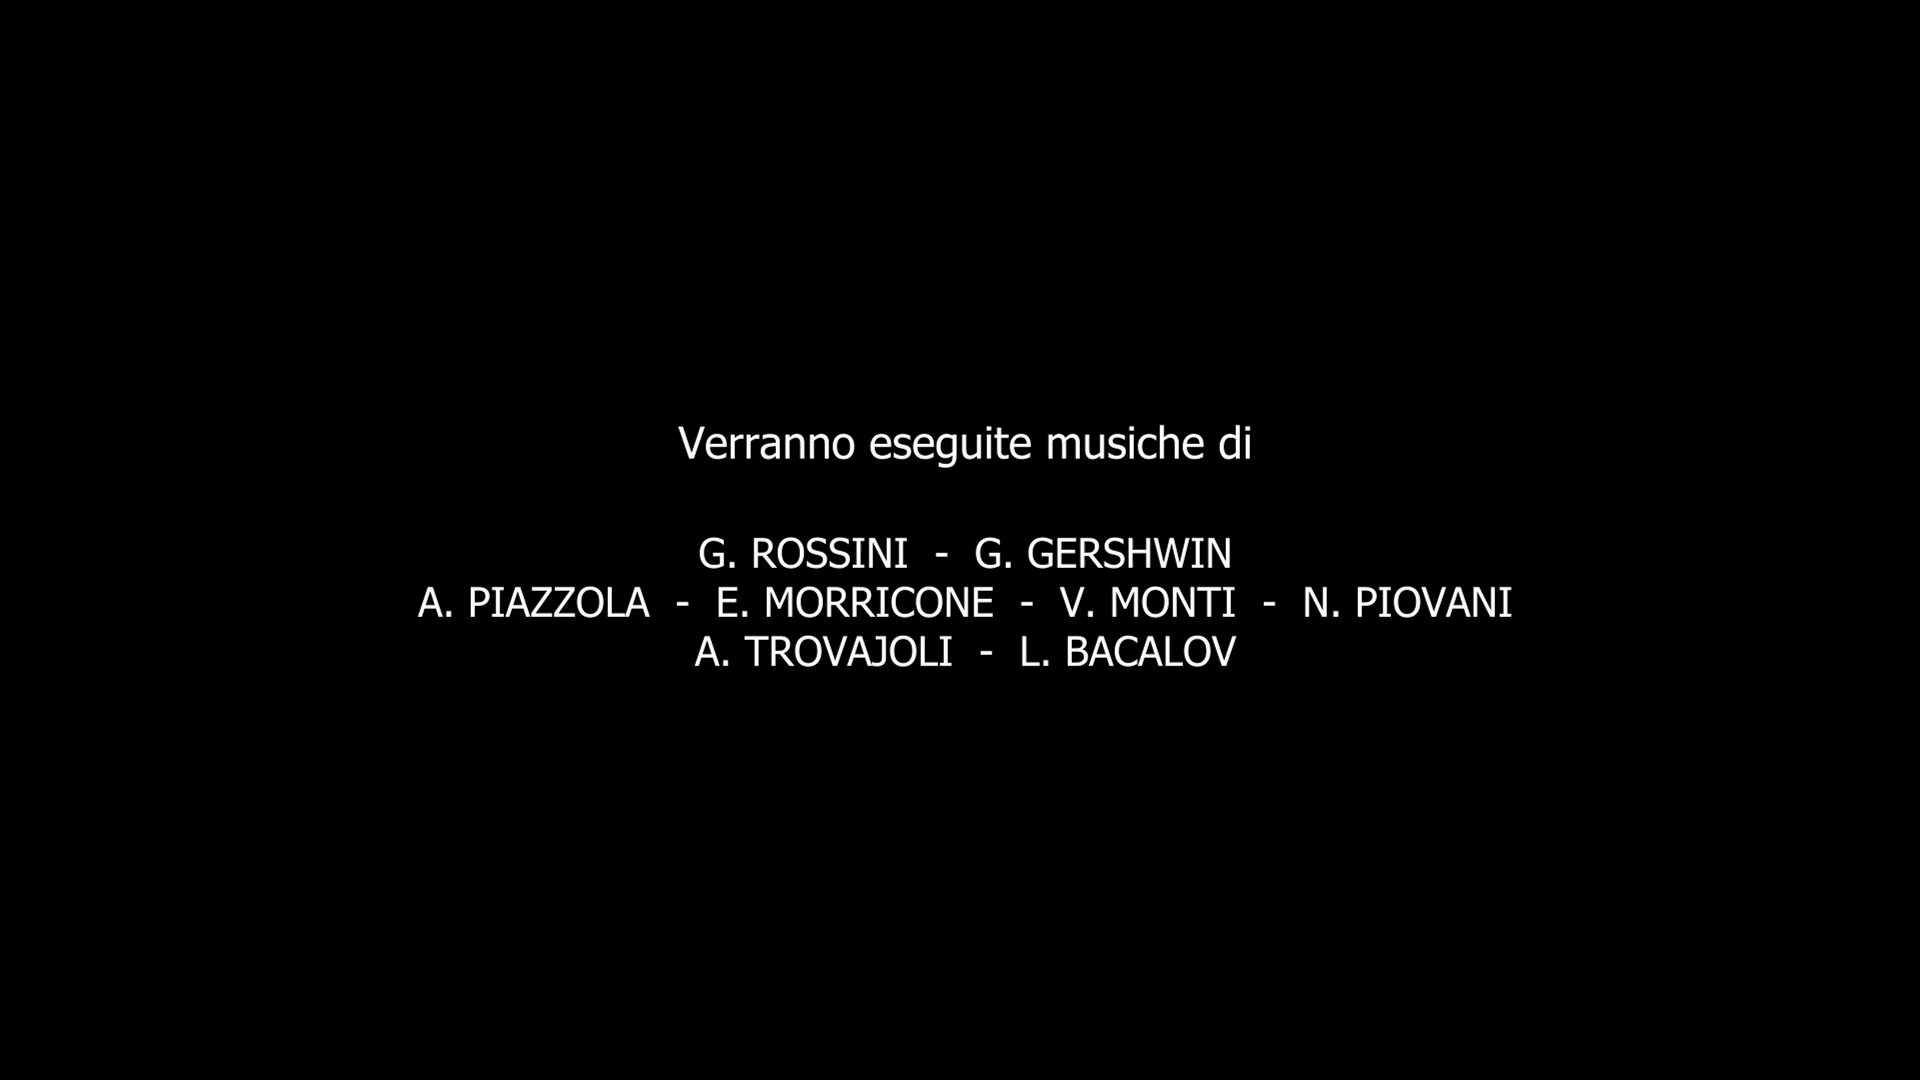 Verranno eseguite musiche di
G. ROSSINI - G. GERSHWIN
A. PIAZZOLA - E. MORRICONE - V. MONTI - N. PIOVANI
A. TROVAJOLI - L. BACALOV